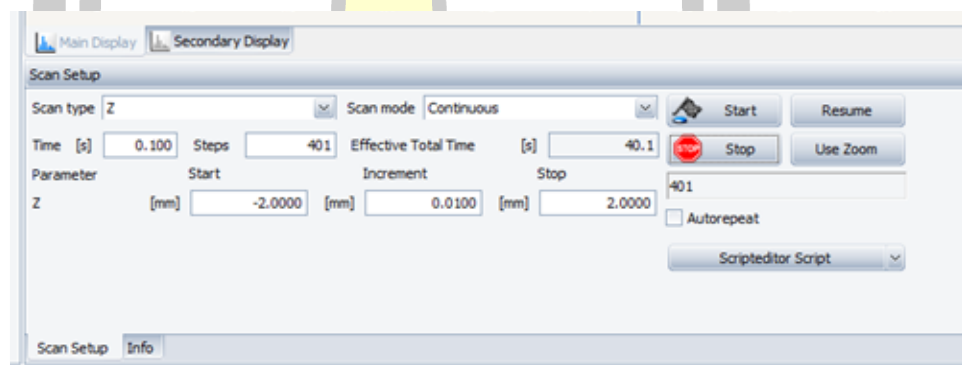 Main Display Secondary Display
Scan Setup
Scan type Z Scan mode Continuous Start Resume
Time [s] 0.100 Steps 401 Effective Total Time [s] 40.1 STOP Stop Use Zoom
Parameter Start Increment Stop
401
Z [mm] -2.0000 [mm] 0.0100 [mm] 2.0000
Autorepeat
Scripteditor Script
Scan Setup Info